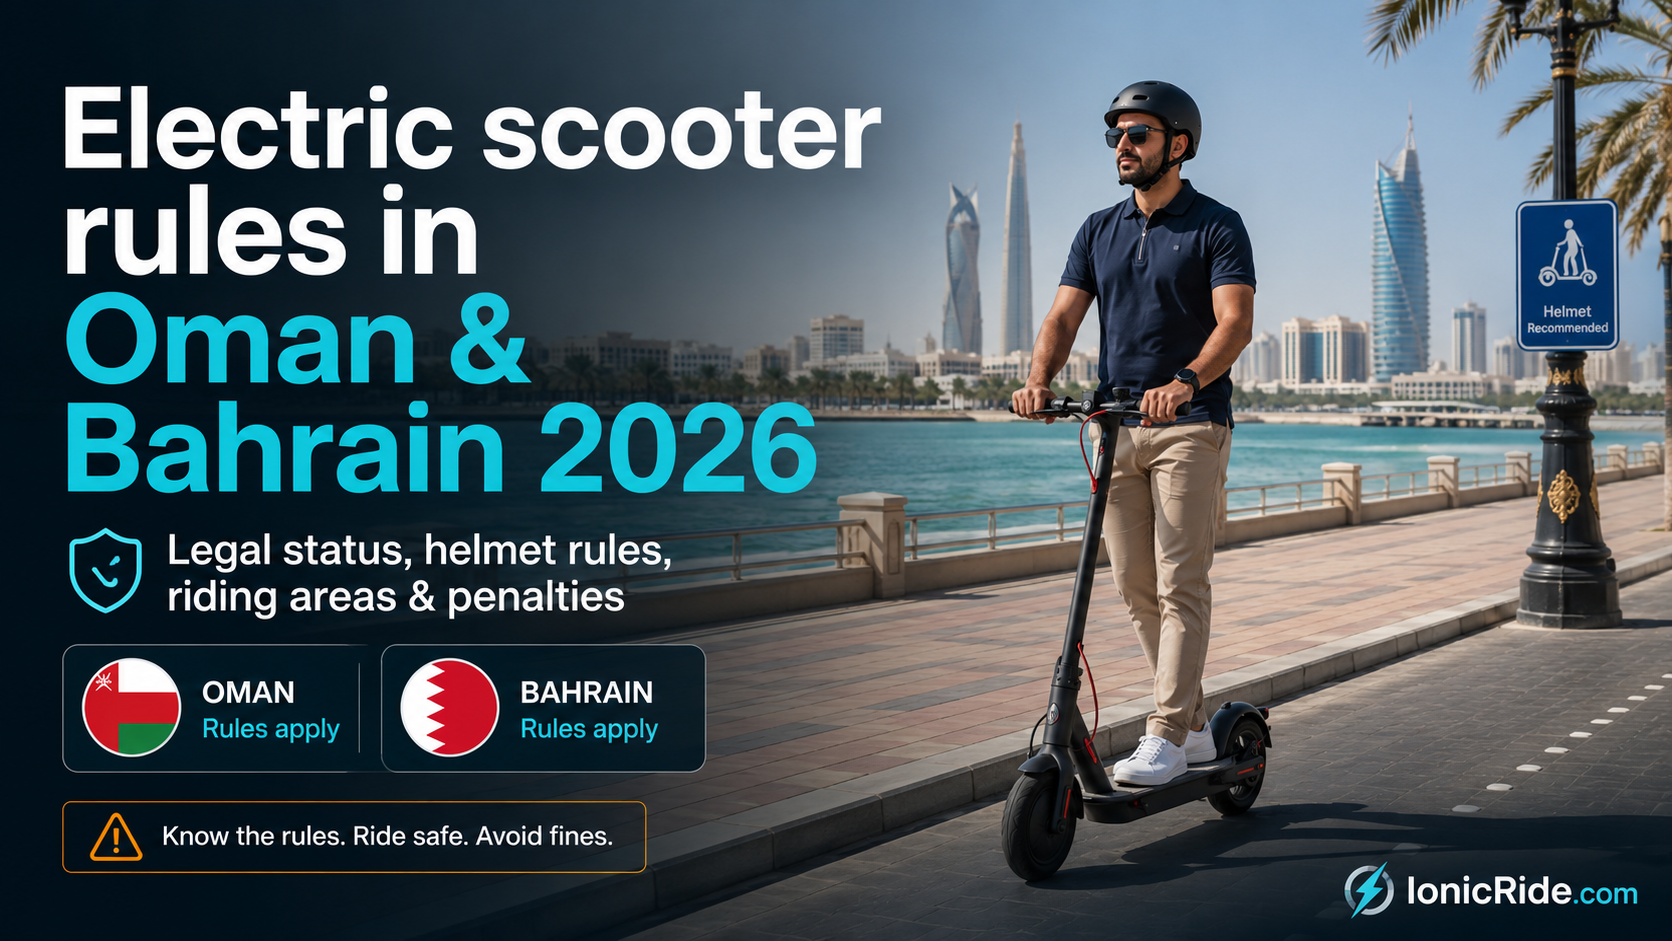 Electric scooter
rules in
Oman &
Bahrain 2026
Legal status, helmet rules,
riding areas & penalties
OMAN
Rules apply
BAHRAIN
Rules apply
Know the rules. Ride safe. Avoid fines.
Helmet
Recommended
IonicRide.com